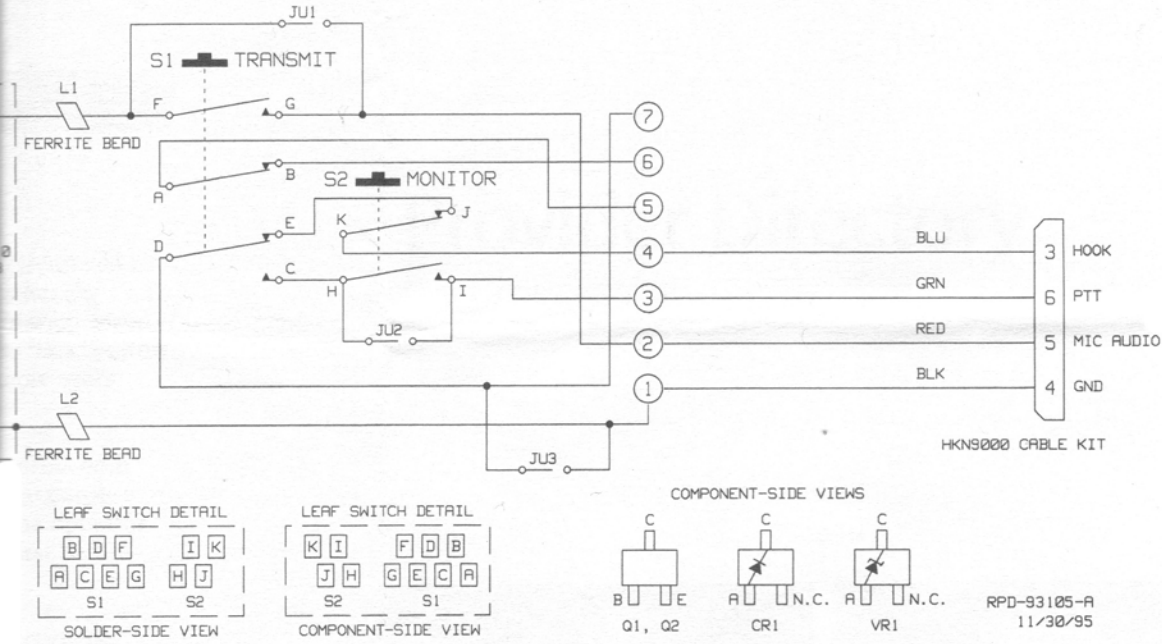 JU1
S1 TRANSMIT
L1
F G
7
FERRITE BEAD
B
6
S2 MONITOR
A
5
E K J
D
4 BLU 3 HOOK
C
H I
3 GRN 6 PTT
JU2
2 RED 5 MIC AUDIO
1 BLK 4 GND
L2
FERRITE BEAD
HKN9000 CABLE KIT
JU3
COMPONENT-SIDE VIEWS
LEAF SWITCH DETAIL
B D F I K
A C E G H J
S1 S2
SOLDER-SIDE VIEW
LEAF SWITCH DETAIL
K I F D B
J H G E C A
S2 S1
COMPONENT-SIDE VIEW
C
B E
Q1, Q2
C
A N.C.
CR1
C
A N.C.
VR1
RPD-93105-A
11/30/95